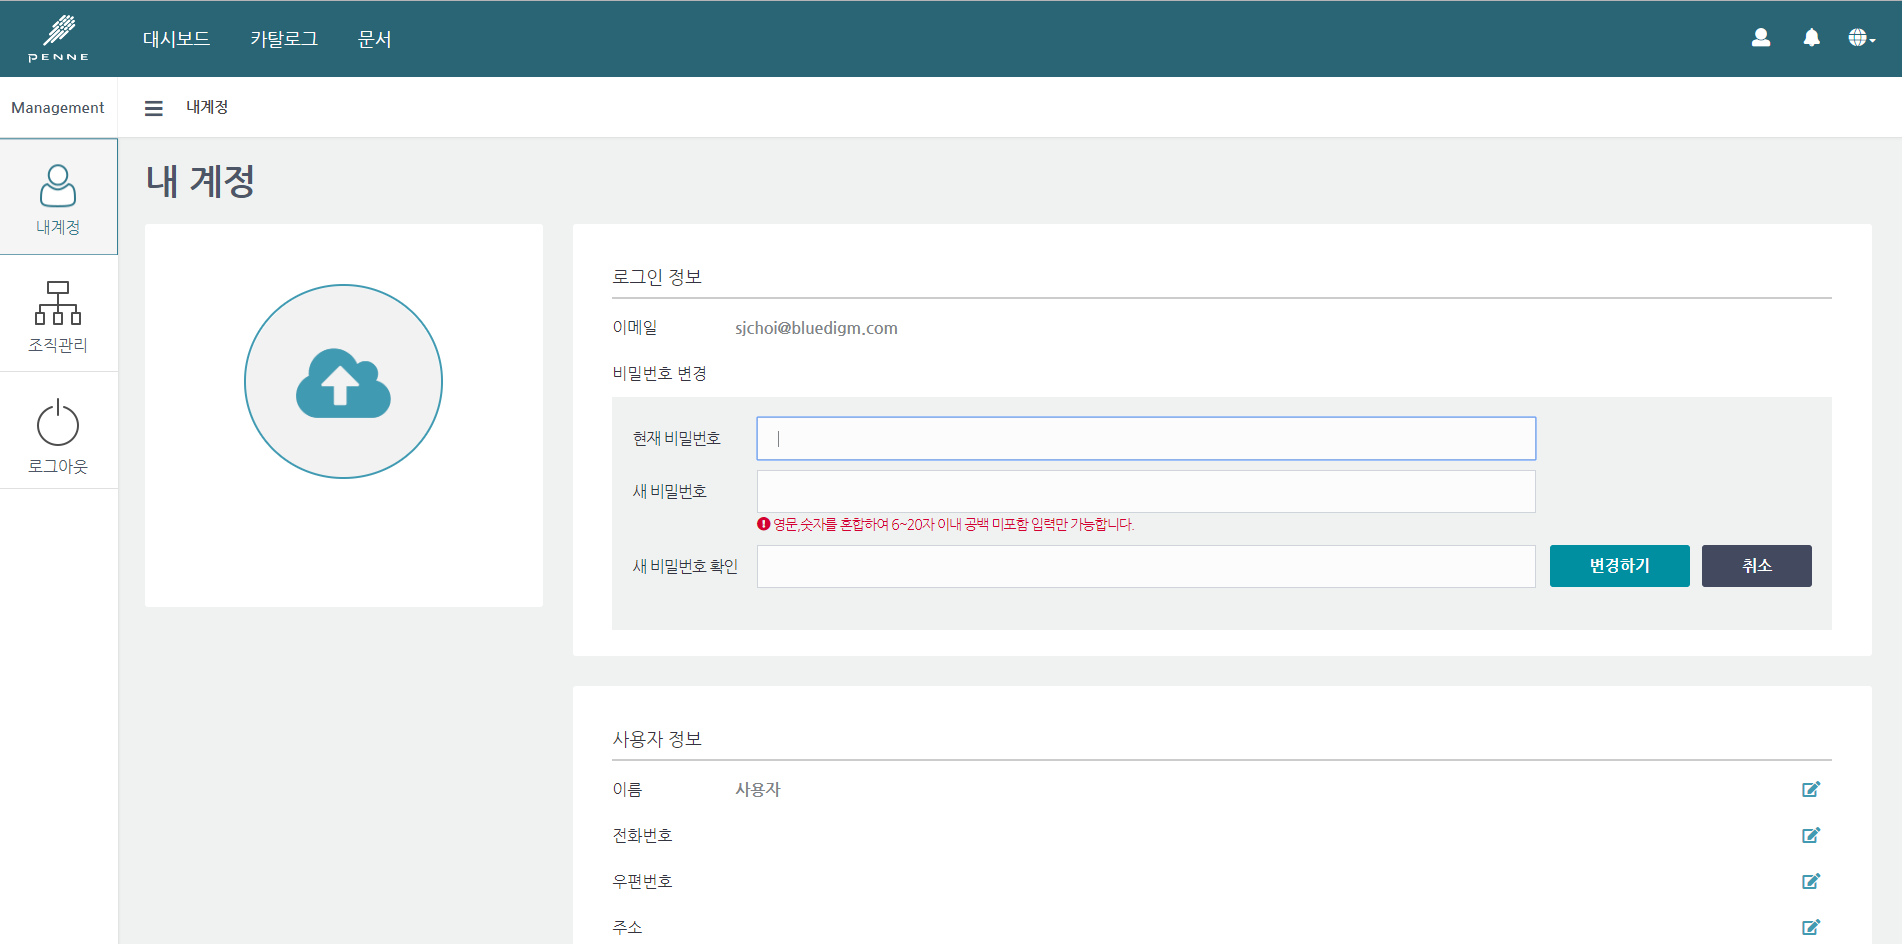 PENNE
대시보드
카탈로그
문서
Management
내계정
내계정
조직관리
로그아웃
내 계정
로그인 정보
이메일 sjchoi@bluedigm.com
비밀번호 변경
현재 비밀번호
새 비밀번호
영문,숫자를 혼합하여 6~20자 이내 공백 미포함 입력만 가능합니다.
새 비밀번호 확인
변경하기
취소
사용자 정보
이름 사용자
전화번호
우편번호
주소